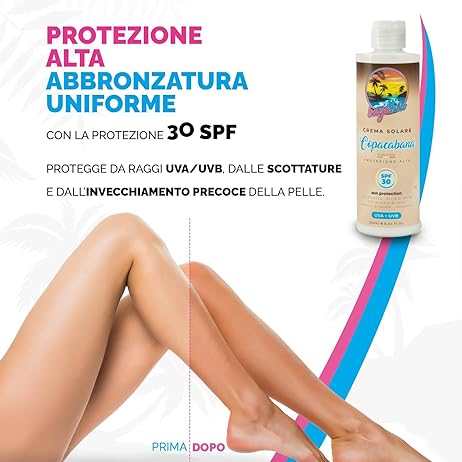 PROTEZIONE
ALTA
ABBRONZATURA
UNIFORME
CON LA PROTEZIONE 30 SPF
PROTEGGE DA RAGGI UVA/UVB, DALLE SCOTTATURE
E DALL'INVECCHIAMENTO PRECOCE DELLA PELLE.
CREMA SOLARE
Copacabana
PROTEZIONE ALTA
SPF
30
sun protection
UVA + UVB
PRIMA DOPO